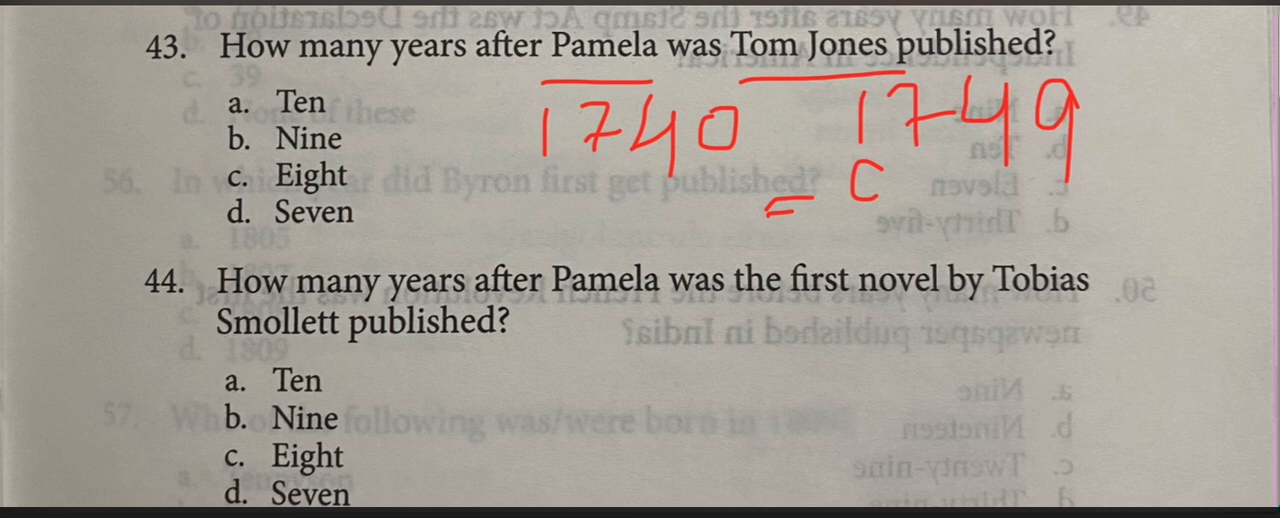 43. How many years after Pamela was Tom Jones published?
a. Ten
b. Nine
c. Eight
d. Seven
1740 1749
= C
44. How many years after Pamela was the first novel by Tobias
Smollett published?
a. Ten
b. Nine
c. Eight
d. Seven